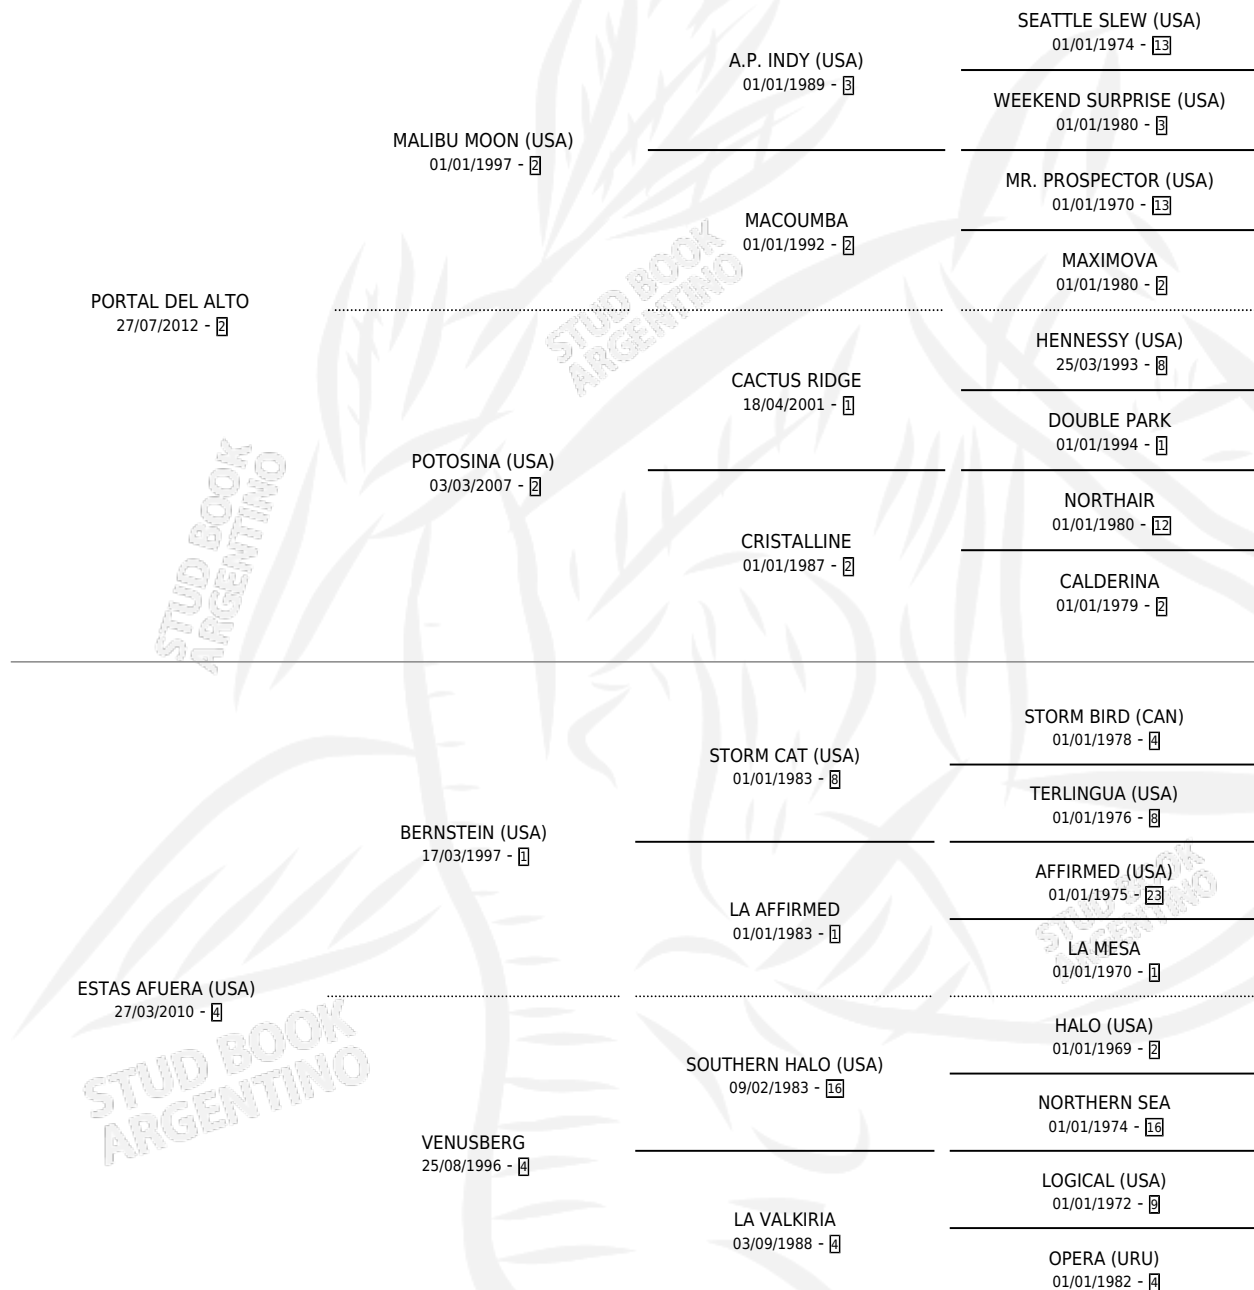 SEATTLE SLEW (USA)
01/01/1974 - 13
A.P. INDY (USA)
01/01/1989 - 3
WEEKEND SURPRISE (USA)
01/01/1980 - 3
MALIBU MOON (USA)
01/01/1997 - 2
MR. PROSPECTOR (USA)
01/01/1970 - 13
MACOUMBA
01/01/1992 - 2
MAXIMOVA
01/01/1980 - 2
PORTAL DEL ALTO
27/07/2012 - 2
HENNESSY (USA)
25/03/1993 - 8
CACTUS RIDGE
18/04/2001 - 1
DOUBLE PARK
01/01/1994 - 1
POTOSINA (USA)
03/03/2007 - 2
NORTHAIR
01/01/1980 - 12
CRISTALLINE
01/01/1987 - 2
CALDERINA
01/01/1979 - 2
STORM BIRD (CAN)
01/01/1978 - 4
STORM CAT (USA)
01/01/1983 - 8
TERLINGUA (USA)
01/01/1976 - 8
BERNSTEIN (USA)
17/03/1997 - 1
AFFIRMED (USA)
01/01/1975 - 23
LA AFFIRMED
01/01/1983 - 1
LA MESA
01/01/1970 - 1
ESTAS AFUERA (USA)
27/03/2010 - 4
HALO (USA)
01/01/1969 - 2
SOUTHERN HALO (USA)
09/02/1983 - 16
NORTHERN SEA
01/01/1974 - 16
VENUSBERG
25/08/1996 - 4
LOGICAL (USA)
01/01/1972 - 9
LA VALKIRIA
03/09/1988 - 4
OPERA (URU)
01/01/1982 - 4
STUD BOOK
ARGENTINO
STUD BOOK
ARGENTINO
STUD BOOK
ARGENTINO
STUD BOOK
ARGENTINO